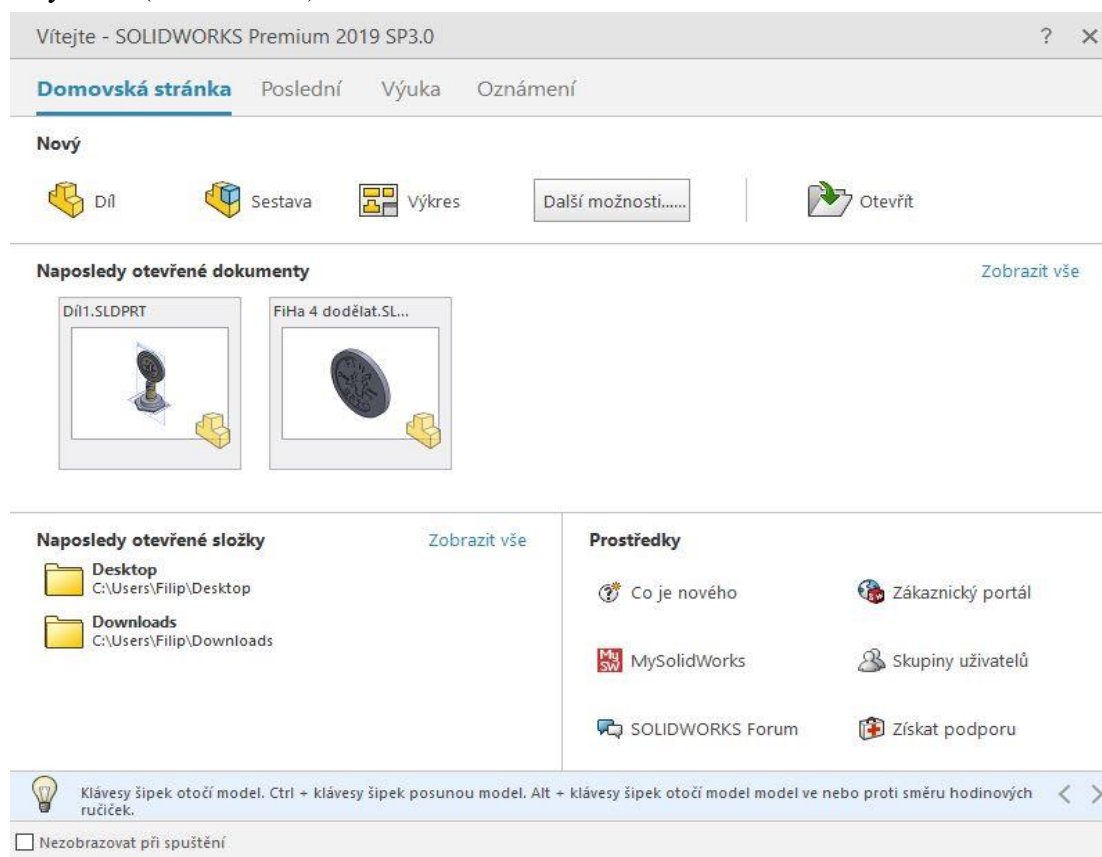 Vítejte - SOLIDWORKS Premium 2019 SP3.0
? ×
Domovská stránka Poslední Výuka Oznámení
Nový
Díl Sestava Výkres Další možnosti...... Otevřít
Naposledy otevřené dokumenty Zobrazit vše
Díl1.SLDPRT FiHa 4 dodělat.SL...
Naposledy otevřené složky Zobrazit vše
Desktop
C:\Users\Filip\Desktop
Downloads
C:\Users\Filip\Downloads
Prostředky
Co je nového Zákaznický portál
MySolidWorks Skupiny uživatelů
SOLIDWORKS Forum Získat podporu
Klávesy šipek otočí model. Ctrl + klávesy šipek posunou model. Alt + klávesy šipek otočí model model ve nebo proti směru hodinových
ručiček.
Nezobrazovat při spuštění